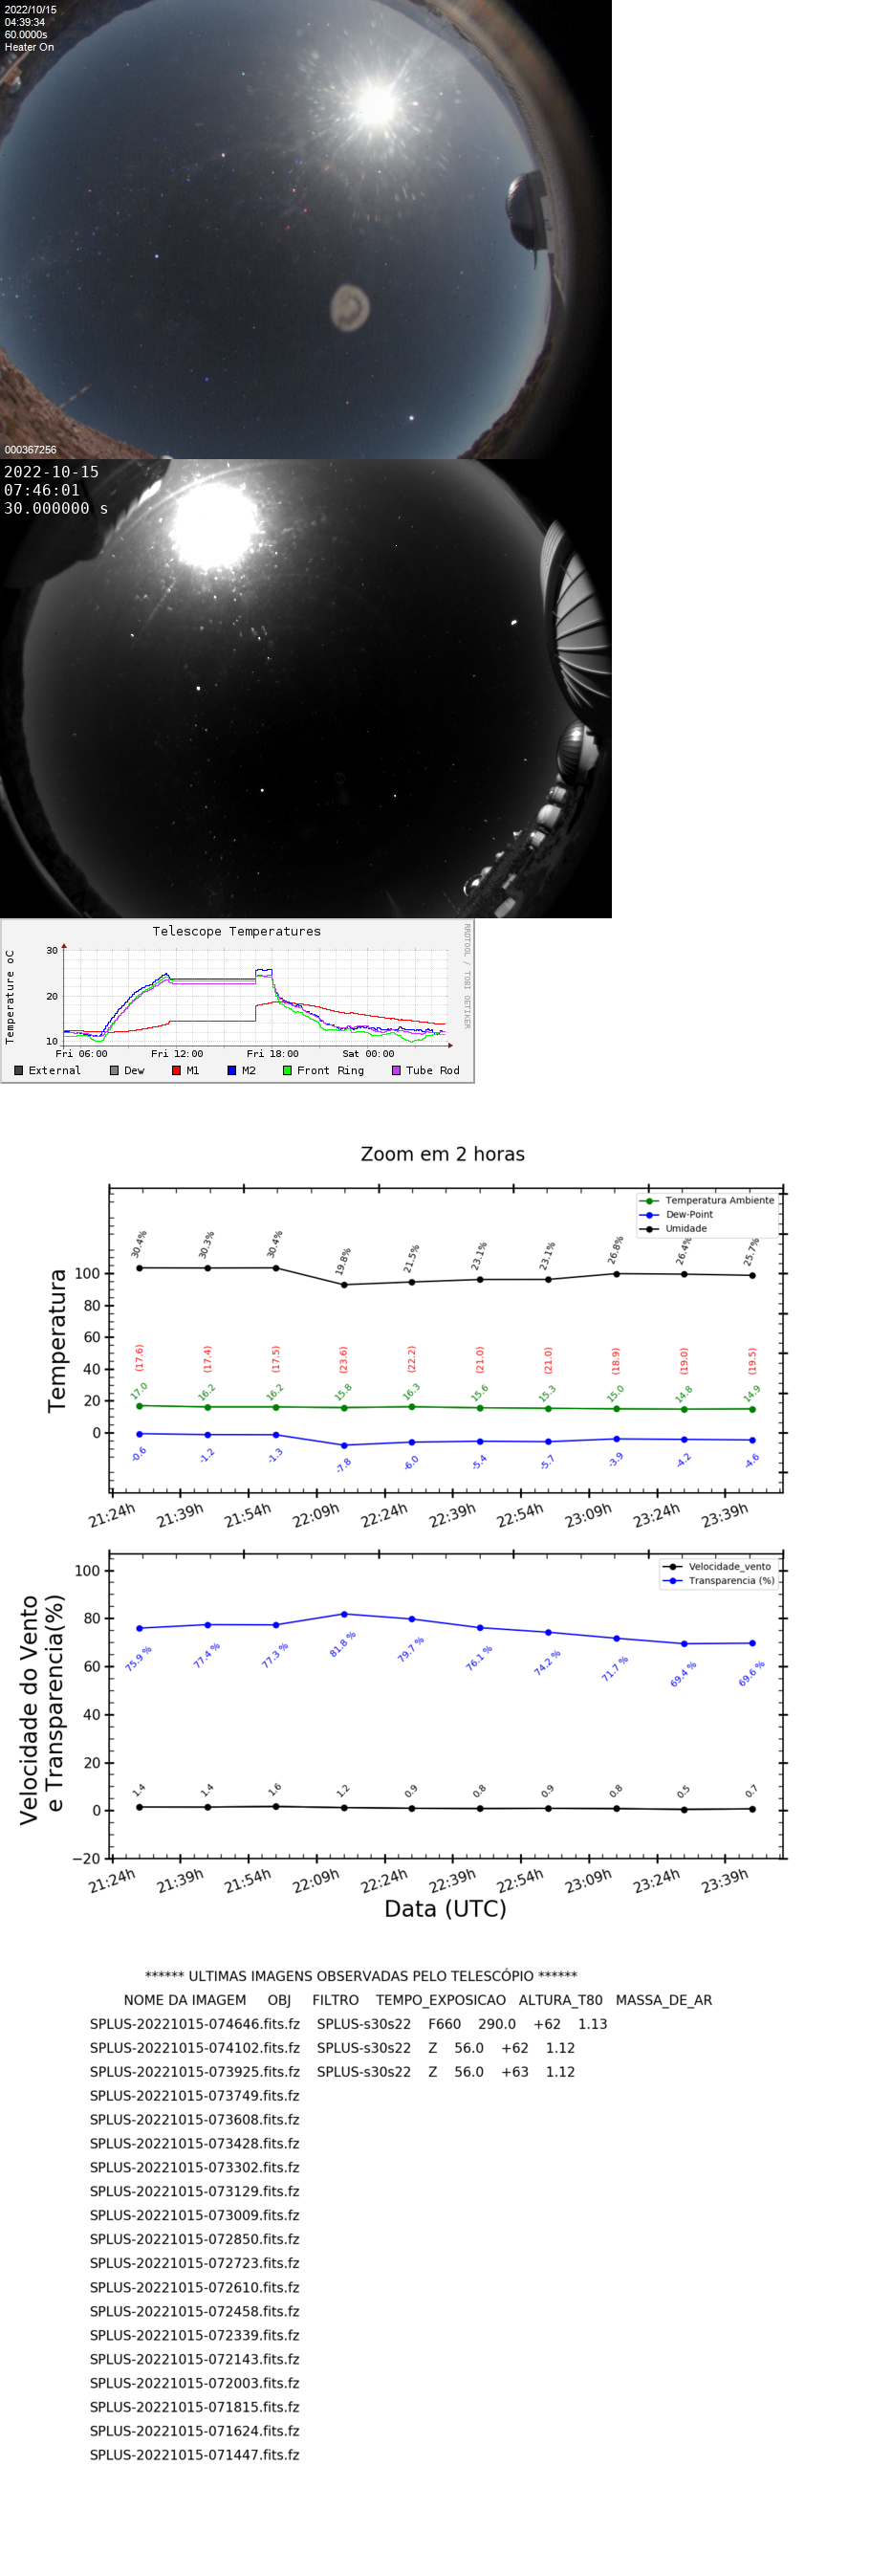 2022/10/15
04:39:34
60.0000s
Heater On
000367256
2022-10-15
07:46:01
30.000000 s
Telescope Temperatures
RRDTOOL / TOBI OETIKER
Temperature oC
30
20
10
Fri 06:00 Fri 12:00 Fri 18:00 Sat 00:00
External Dew M1 M2 Front Ring Tube Rod
Zoom em 2 horas
Temperatura
Temperatura Ambiente
Dew-Point
Umidade
30.4% 30.3% 30.4% 19.8% 21.5% 23.1% 23.1% 26.8% 26.4% 25.7%
100
80
60
40
20
0
(17.6) (17.4) (17.5) (23.6) (22.2) (21.0) (21.0) (18.9) (19.0) (19.5)
17.0 16.2 16.2 15.8 16.3 15.6 15.3 15.0 14.8 14.9
-0.6 -1.2 -1.3 -7.8 -6.0 -5.4 -5.7 -3.9 -4.2 -4.6
21:24h 21:39h 21:54h 22:09h 22:24h 22:39h 22:54h 23:09h 23:24h 23:39h
Velocidade do Vento
e Transparencia(%)
Velocidade_vento
Transparencia (%)
100
80
60
40
20
0
−20
75.9 % 77.4 % 77.3 % 81.8 % 79.7 % 76.1 % 74.2 % 71.7 % 69.4 % 69.6 %
1.4 1.4 1.6 1.2 0.9 0.8 0.9 0.8 0.5 0.7
21:24h 21:39h 21:54h 22:09h 22:24h 22:39h 22:54h 23:09h 23:24h 23:39h
Data (UTC)
****** ULTIMAS IMAGENS OBSERVADAS PELO TELESCÓPIO ******
NOME DA IMAGEM OBJ FILTRO TEMPO_EXPOSICAO ALTURA_T80 MASSA_DE_AR
SPLUS-20221015-074646.fits.fz SPLUS-s30s22 F660 290.0 +62 1.13
SPLUS-20221015-074102.fits.fz SPLUS-s30s22 Z 56.0 +62 1.12
SPLUS-20221015-073925.fits.fz SPLUS-s30s22 Z 56.0 +63 1.12
SPLUS-20221015-073749.fits.fz
SPLUS-20221015-073608.fits.fz
SPLUS-20221015-073428.fits.fz
SPLUS-20221015-073302.fits.fz
SPLUS-20221015-073129.fits.fz
SPLUS-20221015-073009.fits.fz
SPLUS-20221015-072850.fits.fz
SPLUS-20221015-072723.fits.fz
SPLUS-20221015-072610.fits.fz
SPLUS-20221015-072458.fits.fz
SPLUS-20221015-072339.fits.fz
SPLUS-20221015-072143.fits.fz
SPLUS-20221015-072003.fits.fz
SPLUS-20221015-071815.fits.fz
SPLUS-20221015-071624.fits.fz
SPLUS-20221015-071447.fits.fz